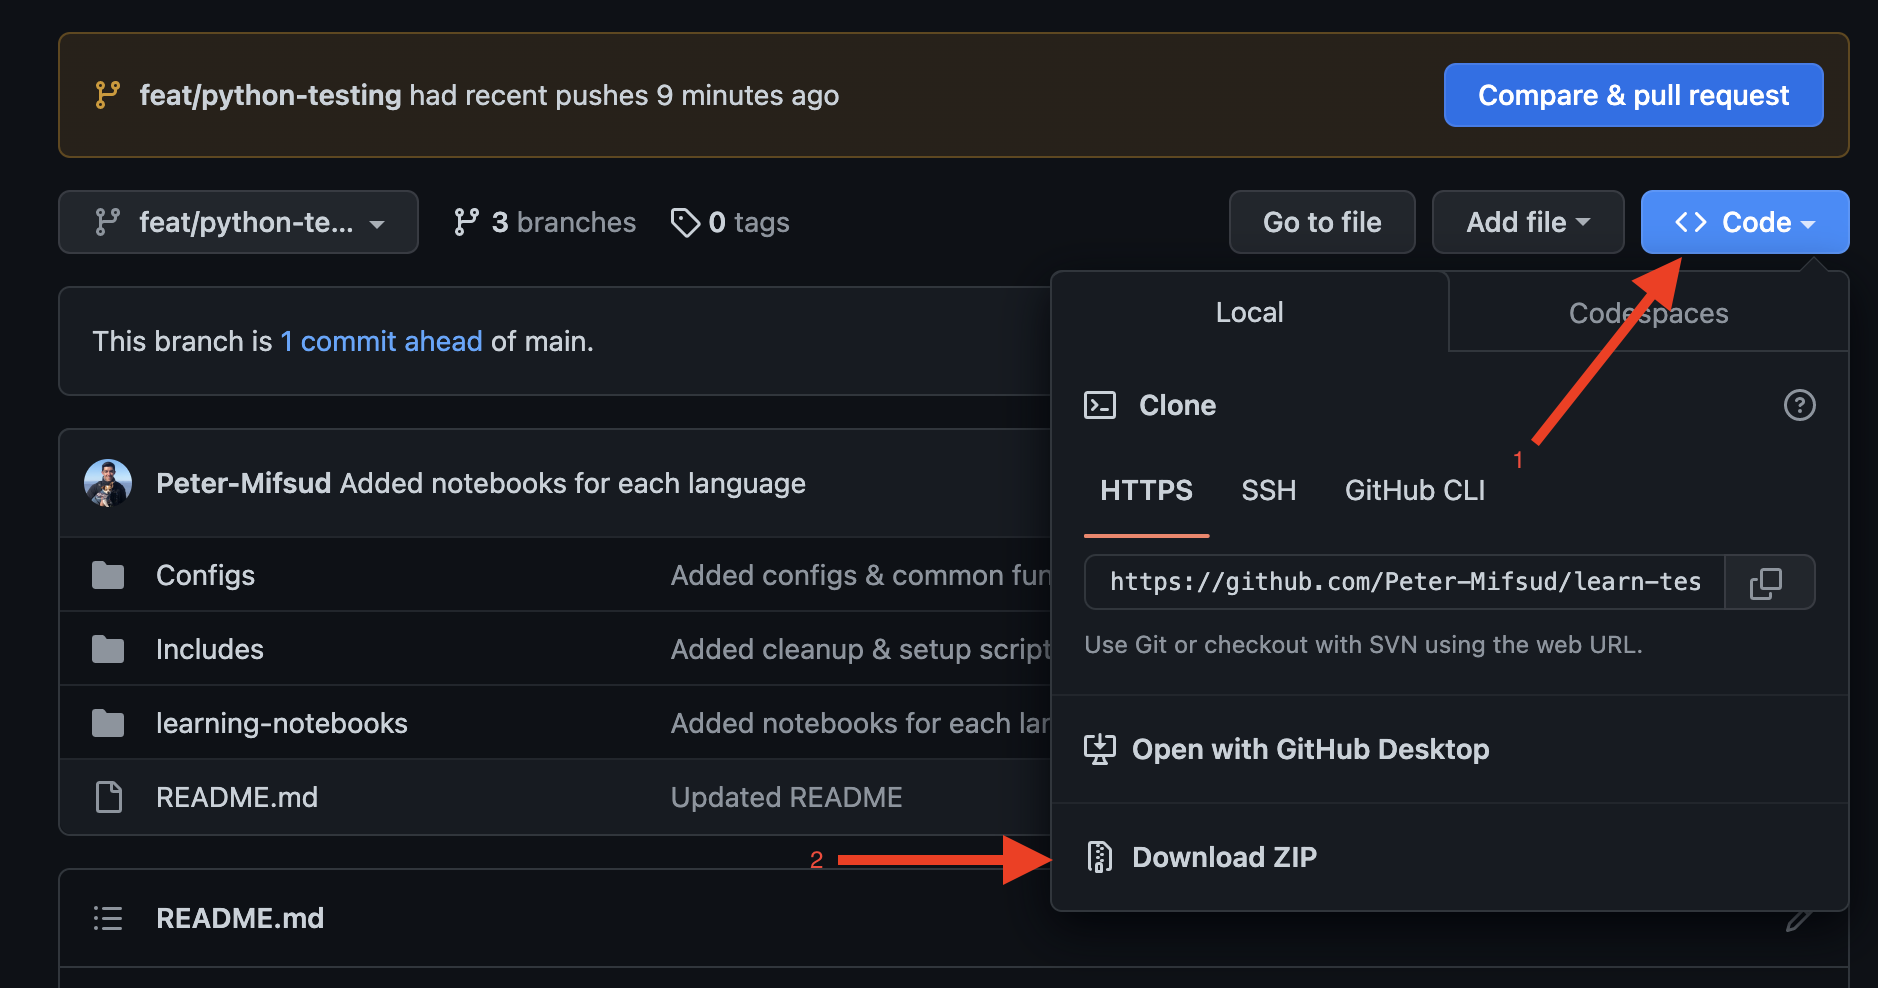 feat/python-testing had recent pushes 9 minutes ago
Compare & pull request
feat/python-te...
3 branches
0 tags
Go to file
Add file
Code
Local
Codespaces
This branch is 1 commit ahead of main.
Clone
1
Peter-Mifsud Added notebooks for each language
HTTPS
SSH
GitHub CLI
Configs
Added configs & common fun
https://github.com/Peter-Mifsud/learn-tes
Includes
Added cleanup & setup script
Use Git or checkout with SVN using the web URL.
learning-notebooks
Added notebooks for each lan
Open with GitHub Desktop
README.md
Updated README
2
Download ZIP
README.md